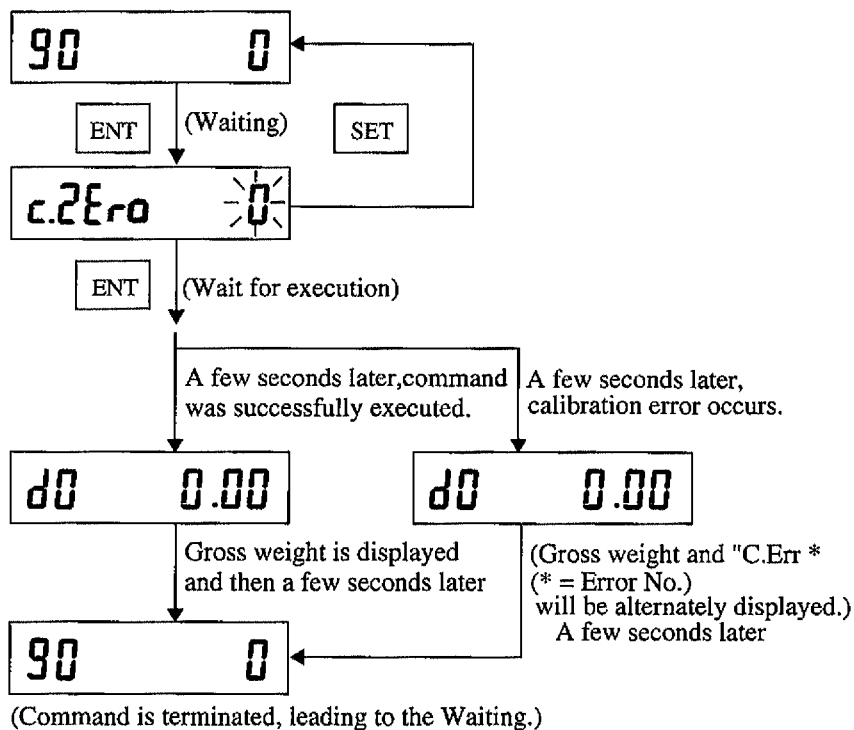 90 0
ENT (Waiting) SET
c.ZEro 0
ENT (Wait for execution)
A few seconds later,command
was successfully executed.
A few seconds later,
calibration error occurs.
d0 0.00
d0 0.00
Gross weight is displayed
and then a few seconds later
(Gross weight and "C.Err *
(* = Error No.)
will be alternately displayed.)
A few seconds later
90 0
(Command is terminated, leading to the Waiting.)